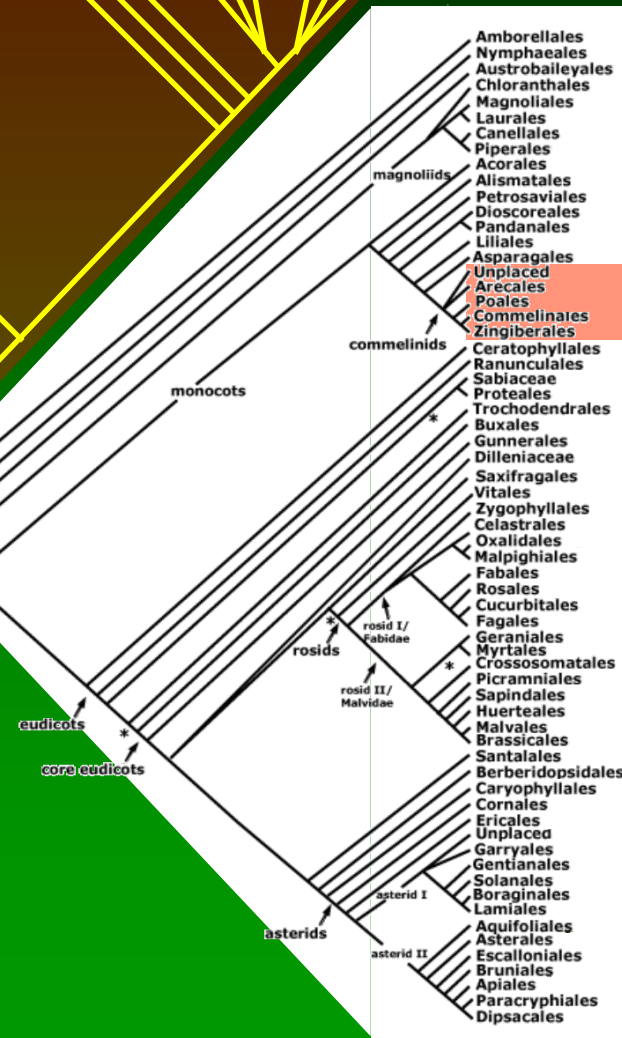 Amborellales
Nymphaeales
Austrobaileyales
Chloranthales
Magnoliales
Laurales
Canellales
Piperales
Acorales
magnoliids
Alismatales
Petrosaviales
Dioscoreales
Pandanales
Liliales
Asparagales
Unplaced
Arecales
Poales
Commelinales
Zingiberales
commelinids
Ceratophyllales
Ranunculales
Sabiaceae
monocots
Proteales
Trochodendrales
*
Buxales
Gunnerales
Dilleniaceae
Saxifragales
Vitales
Zygophyllales
Celastrales
Oxalidales
Malpighiales
Fabales
Rosales
Cucurbitales
Fagales
*
rosid I/
Fabidae
rosids
Geraniales
Myrtales
* Crossosomatales
Picramniales
rosid II/
Malvidae
Sapindales
Huerteales
Malvales
Brassicales
eudicots
*
core eudicots
Santalales
Berberidopsidales
Caryophyllales
Cornales
Ericales
Unplaced
Garryales
Gentianales
Solanales
asterid I
Boraginales
Lamiales
Aquifoliales
asterids
Asterales
asterid II
Escalloniales
Bruniales
Apiales
Paracryphiales
Dipsacales